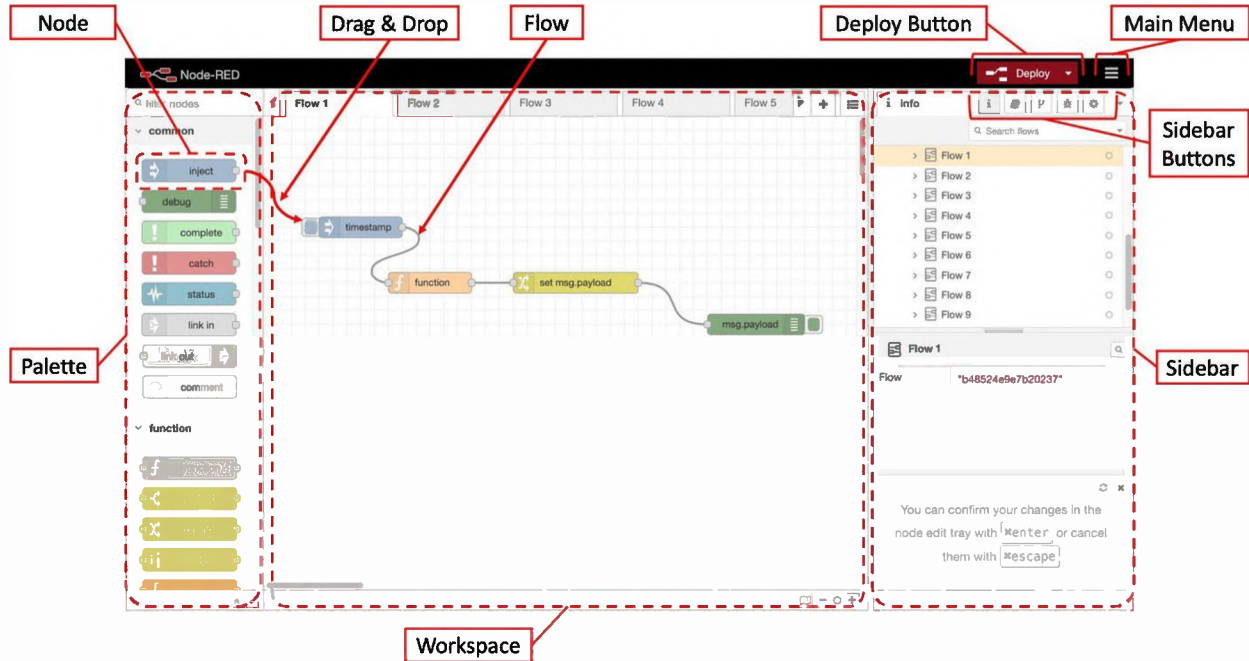 Node
Drag & Drop
Flow
Deploy Button
Main Menu
Node-RED
Deploy
filter nodes
Flow 1
Flow 2
Flow 3
Flow 4
Flow 5
i Info
Search flows
Sidebar
Buttons
common
inject
debug
complete
catch
status
link in
link out
comment
function
timestamp
function
set msg.payload
msg.payload
Flow 1
Flow 2
Flow 3
Flow 4
Flow 5
Flow 6
Flow 7
Flow 8
Flow 9
Palette
Flow 1
Flow "b48524e9e7b20237"
Sidebar
You can confirm your changes in the
node edit tray with ⌘enter or cancel
them with ⌘escape
Workspace